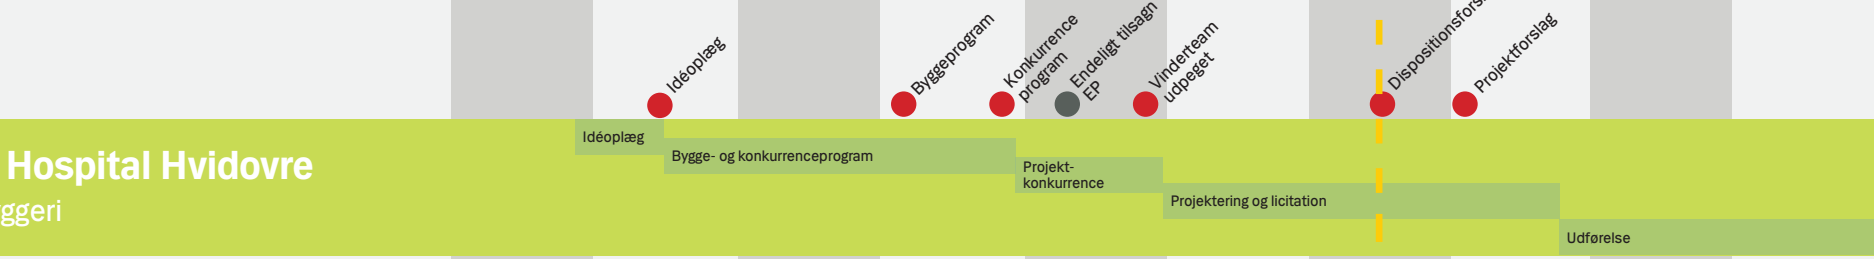 Idéoplæg
Byggeprogram
Konkurrence
program
Endeligt tilsagn
EP
Vinderteam
udpeget
Projektforslag
Idéoplæg
Hospital Hvidovre
Bygge- og konkurrenceprogram
Projekt-
konkurrence
Projektering og licitation
Udførelse